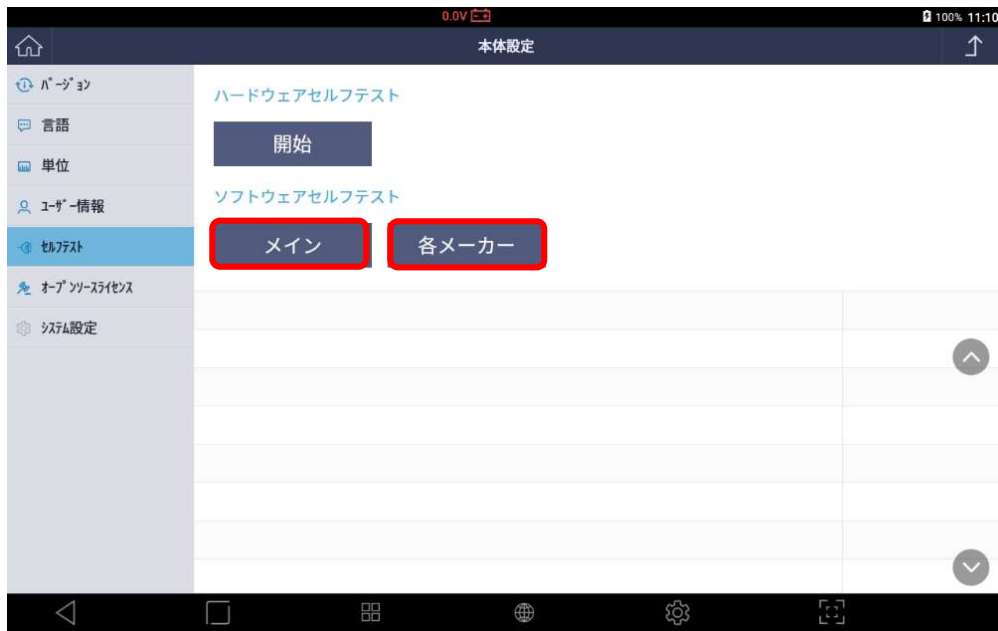 0.0V
100% 11:10
本体設定
ﾊﾞｰｼﾞｮﾝ
言語
単位
ﾕｰｻﾞｰ情報
ｾﾙﾌﾃｽﾄ
ｵｰﾌﾟﾝｿｰｽﾗｲｾﾝｽ
ｼｽﾃﾑ設定
ハードウェアセルフテスト
開始
ソフトウェアセルフテスト
メイン
各メーカー